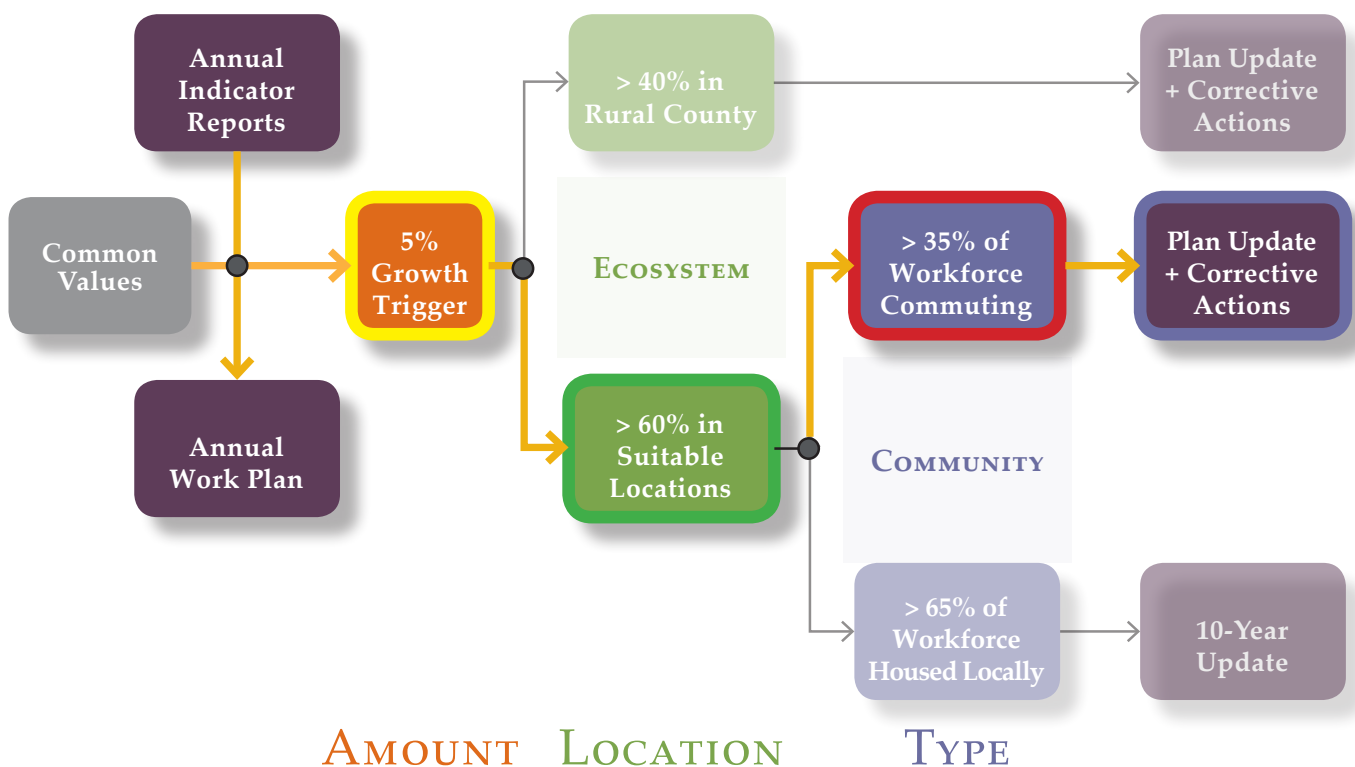 Annual
Indicator
Reports
Common
Values
Annual
Work Plan
5%
Growth
Trigger
> 40% in
Rural County
Ecosystem
> 60% in
Suitable
Locations
> 35% of
Workforce
Commuting
Community
> 65% of
Workforce
Housed Locally
Plan Update
+ Corrective
Actions
Plan Update
+ Corrective
Actions
10-Year
Update
Amount
Location
Type